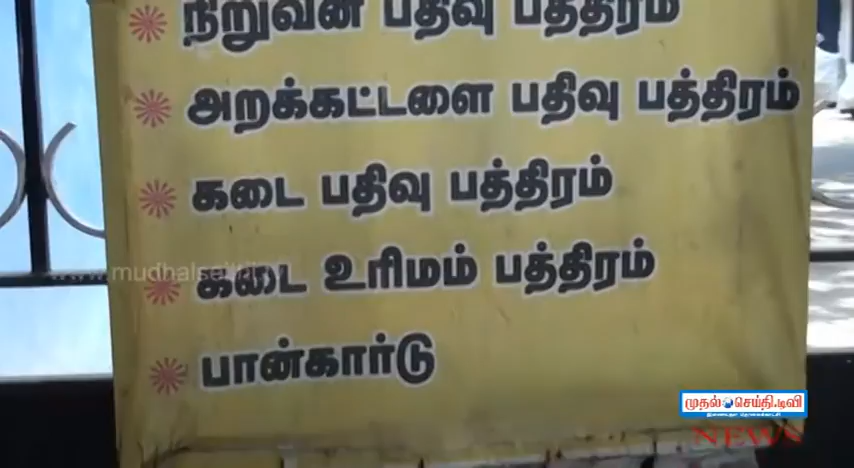 நிறுவன பதிவு பத்திரம்
அறக்கட்டளை பதிவு பத்திரம்
கடை பதிவு பத்திரம்
கடை உரிமம் பத்திரம்
பான்கார்டு
முதல் செய்தி.டிவி
NEWS